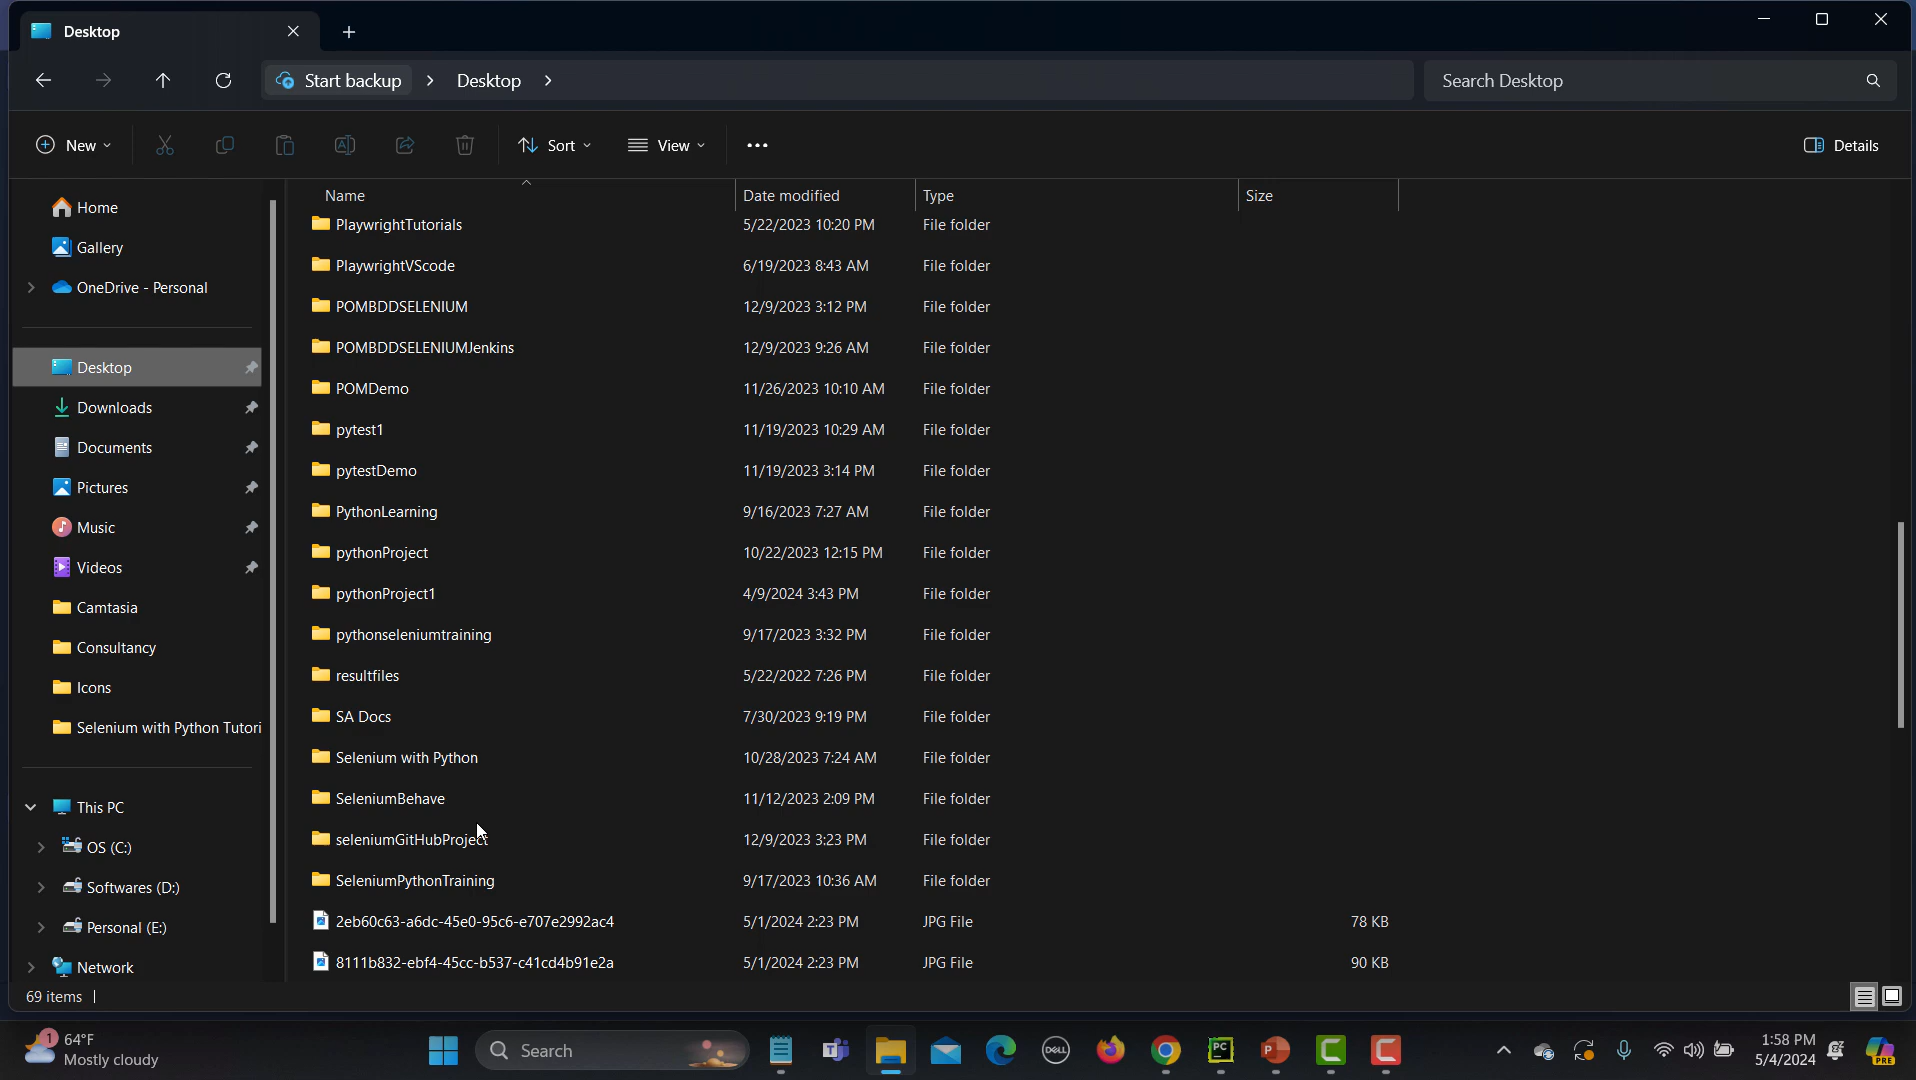 Desktop
Start backup Desktop Search Desktop
New Sort View Details
Name Date modified Type Size
Home
Gallery
OneDrive - Personal
Desktop
Downloads
Documents
Pictures
Music
Videos
Camtasia
Consultancy
Icons
Selenium with Python Tutori
This PC
OS (C:)
Softwares (D:)
Personal (E:)
Network
PlaywrightTutorials 5/22/2023 10:20 PM File folder
PlaywrightVScode 6/19/2023 8:43 AM File folder
POMBDDSELENIUM 12/9/2023 3:12 PM File folder
POMBDDSELENIUMJenkins 12/9/2023 9:26 AM File folder
POMDemo 11/26/2023 10:10 AM File folder
pytest1 11/19/2023 10:29 AM File folder
pytestDemo 11/19/2023 3:14 PM File folder
PythonLearning 9/16/2023 7:27 AM File folder
pythonProject 10/22/2023 12:15 PM File folder
pythonProject1 4/9/2024 3:43 PM File folder
pythonseleniumtraining 9/17/2023 3:32 PM File folder
resultfiles 5/22/2022 7:26 PM File folder
SA Docs 7/30/2023 9:19 PM File folder
Selenium with Python 10/28/2023 7:24 AM File folder
SeleniumBehave 11/12/2023 2:09 PM File folder
seleniumGitHubProject 12/9/2023 3:23 PM File folder
SeleniumPythonTraining 9/17/2023 10:36 AM File folder
2eb60c63-a6dc-45e0-95c6-e707e2992ac4 5/1/2024 2:23 PM JPG File 78 KB
8111b832-ebf4-45cc-b537-c41cd4b91e2a 5/1/2024 2:23 PM JPG File 90 KB
69 items
1 64°F
Mostly cloudy
Search
DELL
PC
P
PRE
1:58 PM
5/4/2024